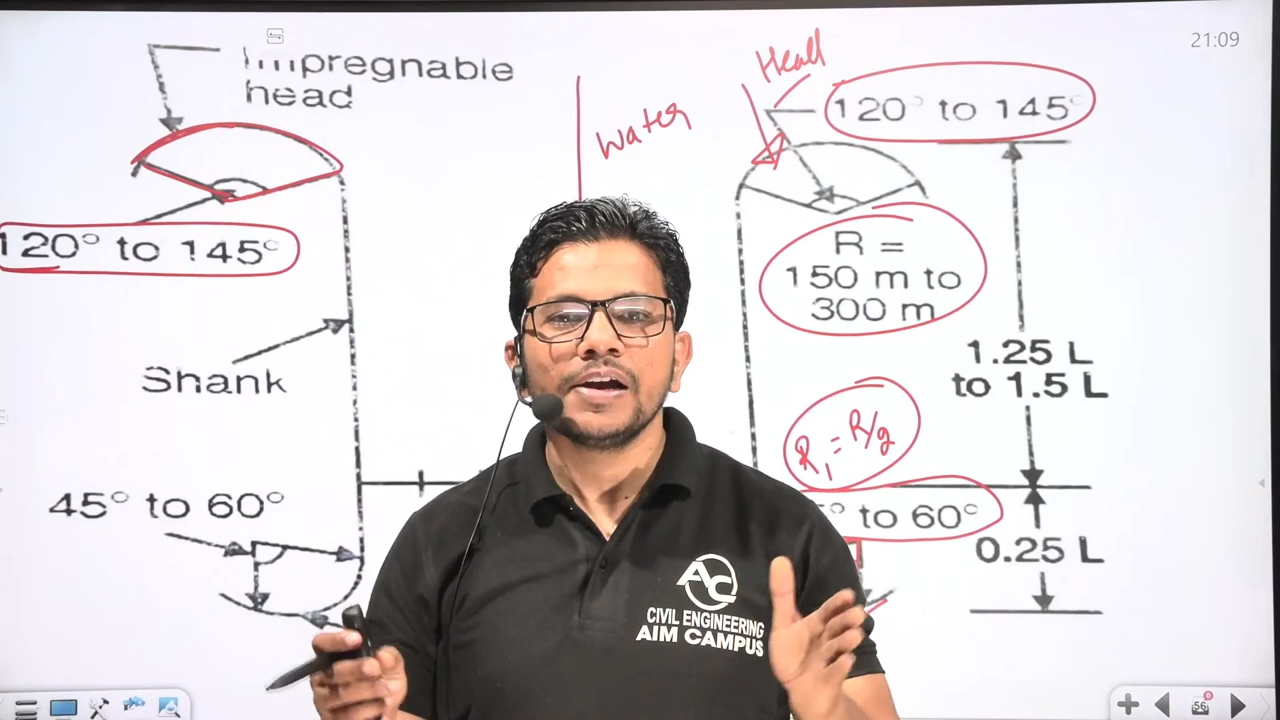 21:09
Impregnable
head
Head
120° to 145°
Water
120° to 145°
R =
150 m to
300 m
Shank
1.25 L
to 1.5 L
R₁ = R/2
45° to 60°
° to 60°
0.25 L
AC
CIVIL ENGINEERING
AIM CAMPUS
56